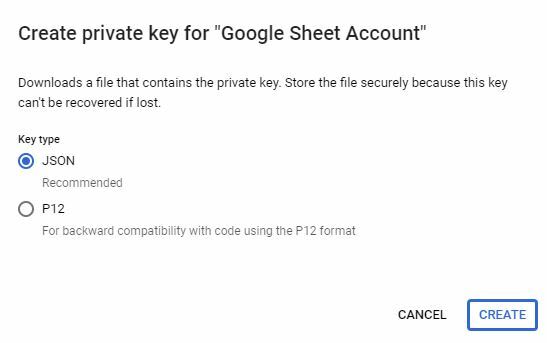 Create private key for "Google Sheet Account"
Downloads a file that contains the private key. Store the file securely because this key
can't be recovered if lost.
Key type
JSON
Recommended
P12
For backward compatibility with code using the P12 format
CANCEL CREATE